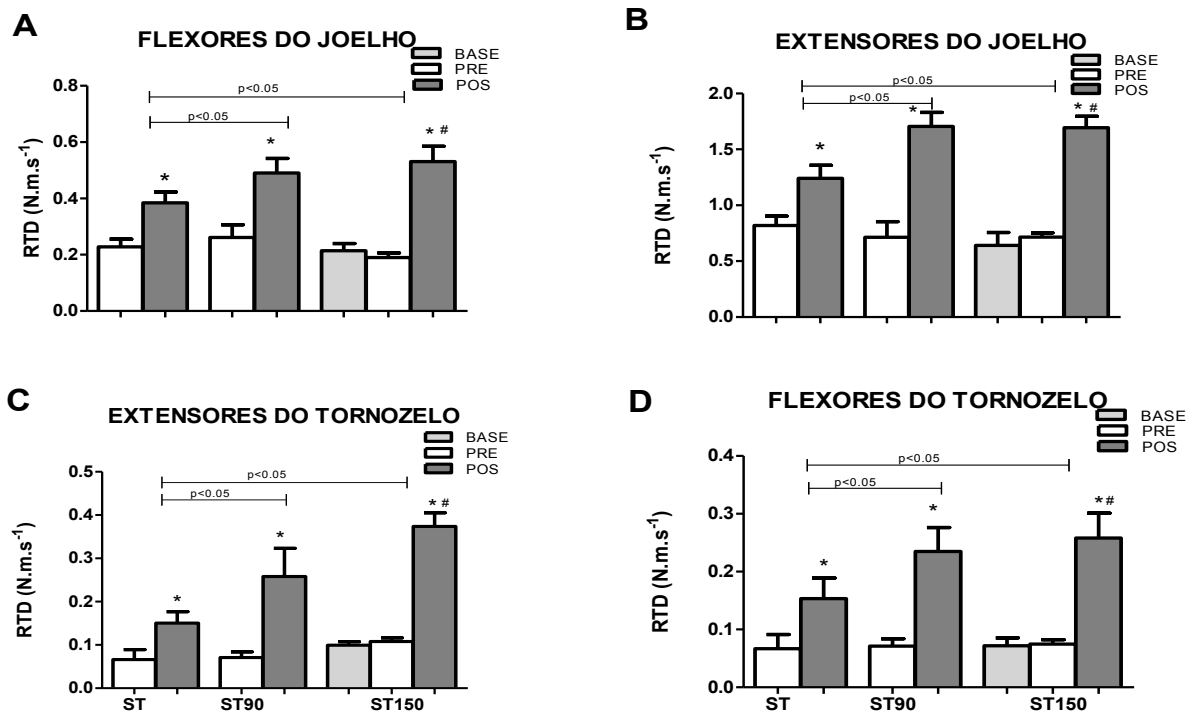 A
FLEXORES DO JOELHO
BASE
PRE
POS
p<0.05
p<0.05
*
*
* #
RTD (N.m.s-1)
0.8
0.6
0.4
0.2
0.0
B
EXTENSORES DO JOELHO
BASE
PRE
POS
p<0.05
p<0.05
*
*
* #
RTD (N.m.s-1)
2.0
1.5
1.0
0.5
0.0
C
EXTENSORES DO TORNOZELO
BASE
PRE
POS
p<0.05
p<0.05
*
*
* #
RTD (N.m.s-1)
0.5
0.4
0.3
0.2
0.1
0.0
ST ST90 ST150
D
FLEXORES DO TORNOZELO
BASE
PRE
POS
p<0.05
p<0.05
*
*
* #
RTD (N.m.s-1)
0.4
0.3
0.2
0.1
0.0
ST ST90 ST150